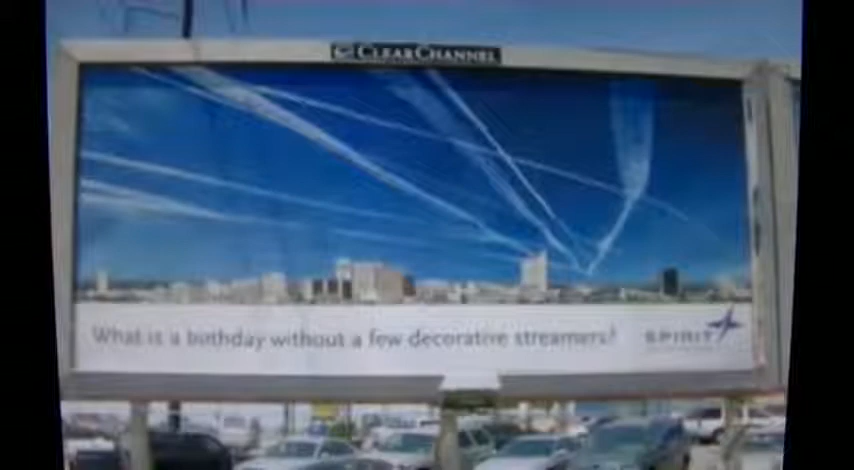 CLEARCHANNEL
What is a birthday without a few decorative streamers?
SPIRIT